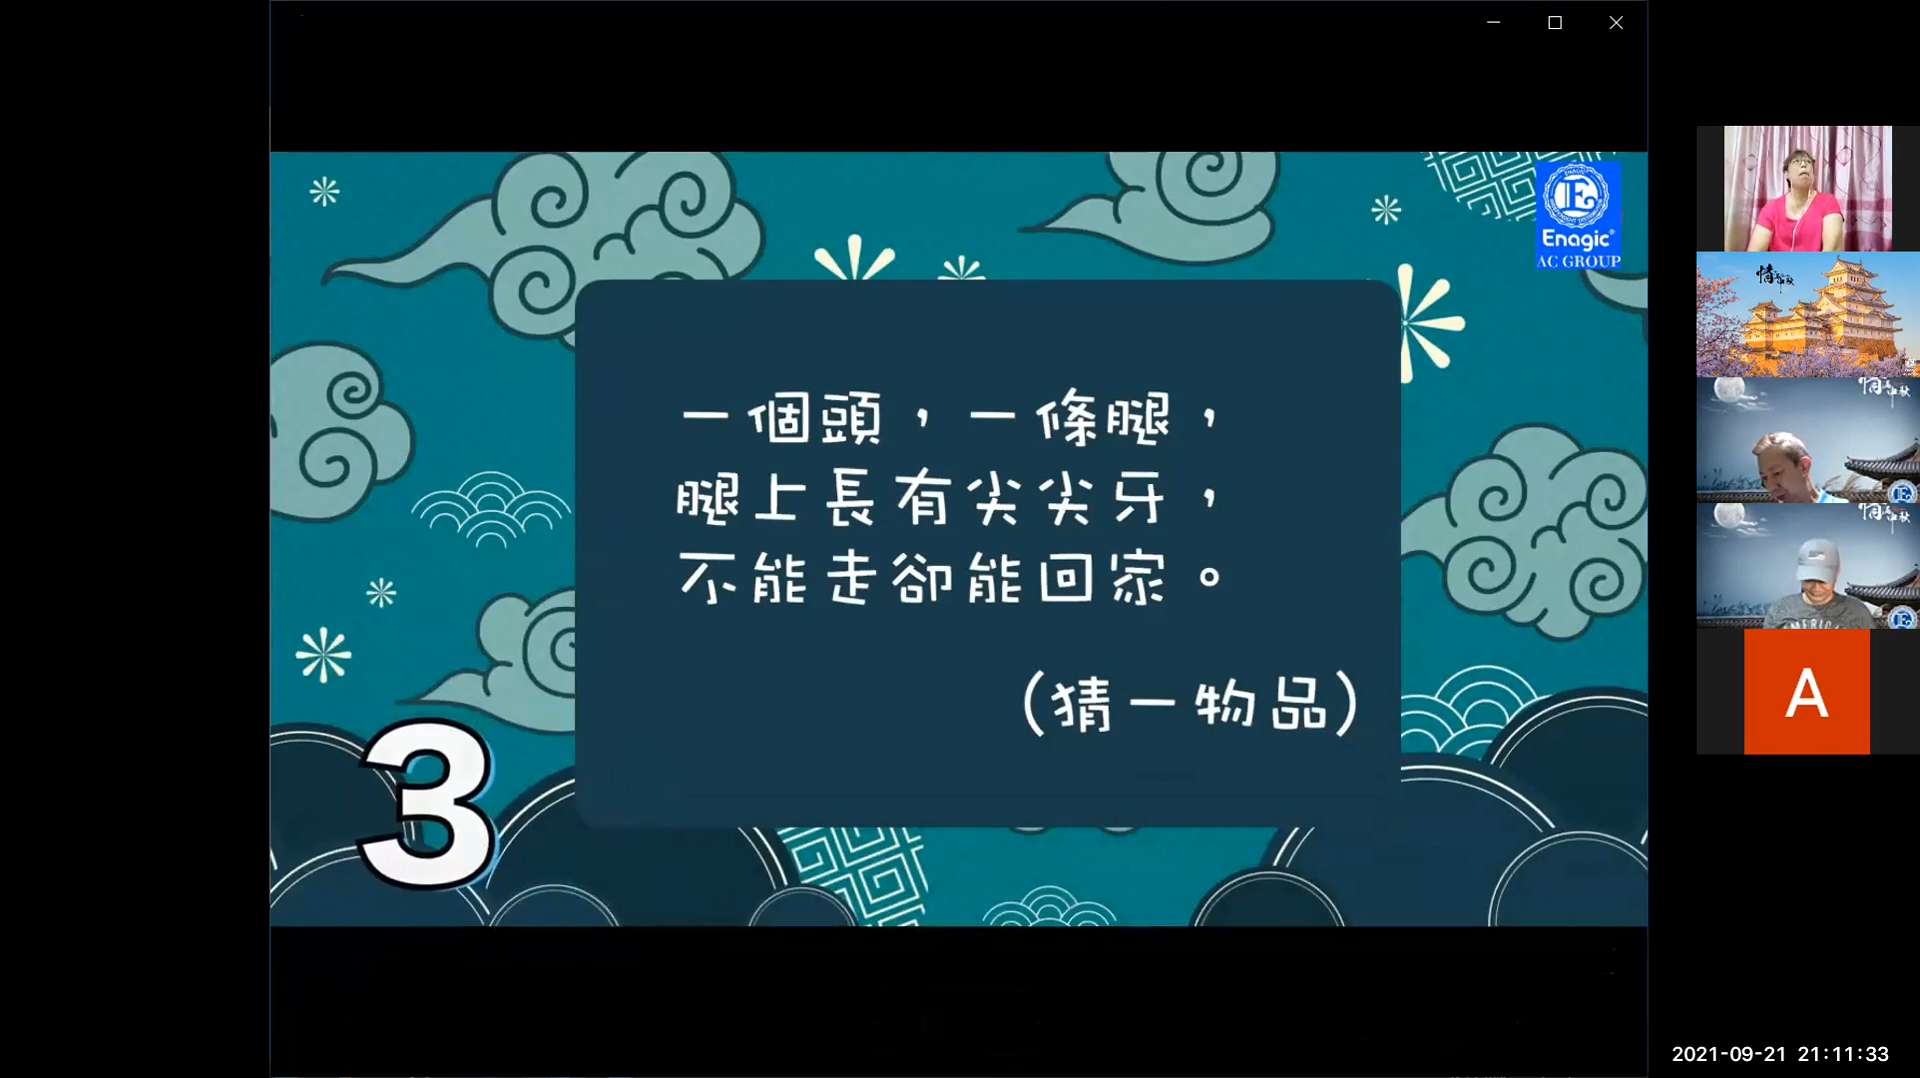 一個頭，一條腿，
腿上長有尖尖牙，
不能走卻能回家。
（猜一物品）
3
Enagic
AC GROUP
A
2021-09-21 21:11:33